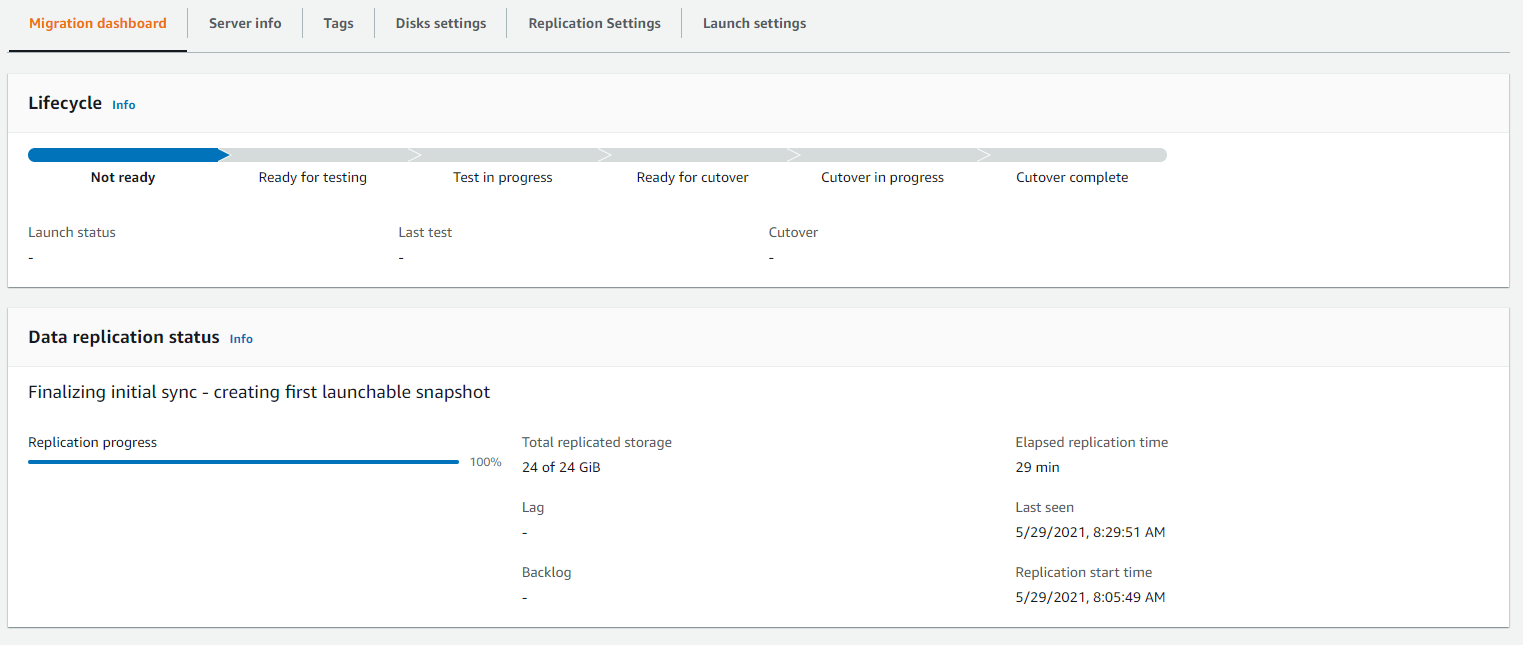 Migration dashboard Server info Tags Disks settings Replication Settings Launch settings
Lifecycle Info
Not ready Ready for testing Test in progress Ready for cutover Cutover in progress Cutover complete
Launch status Last test Cutover
- - -
Data replication status Info
Finalizing initial sync - creating first launchable snapshot
Replication progress Total replicated storage Elapsed replication time
100% 24 of 24 GiB 29 min
Lag Last seen
- 5/29/2021, 8:29:51 AM
Backlog Replication start time
- 5/29/2021, 8:05:49 AM